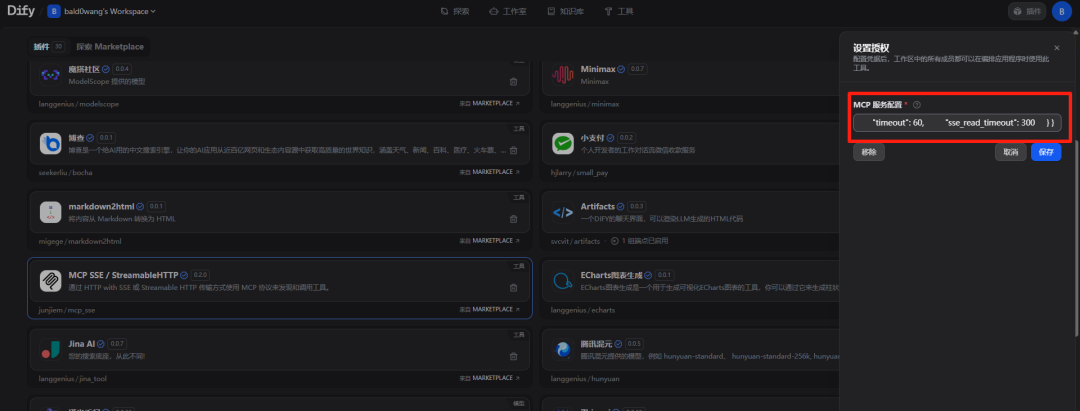 Dify / B bald0wang's Workspace
探索 工作室 知识库 工具 插件 B
插件 30 探索 Marketplace
魔搭社区 0.0.4
ModelScope 提供的模型
langgenius / modelscope 来自 MARKETPLACE
Minimax 0.0.7
Minimax
langgenius / minimax
工具
博查 0.0.1
博查是一个给AI用的中文搜索引擎，让你的AI应用从近百亿网页和生态内容源中获取高质量的世界知识，涵盖天气、新闻、百科、医疗、火车票、...
seekerliu / bocha 来自 MARKETPLACE
小支付 0.0.2
个人开发者的工作对话流微信收款服务
hjlarry / small_pay
工具
markdown2html 0.0.1
将内容从 Markdown 转换为 HTML
migege / markdown2html 来自 MARKETPLACE
Artifacts 0.0.3
一个DIFY的聊天界面，可以渲染LLM生成的HTML代码
svcvit / artifacts · 1 组端点已启用
工具
MCP SSE / StreamableHTTP 0.2.0
通过 HTTP with SSE 或 Streamable HTTP 传输方式使用 MCP 协议来发现和调用工具。
junjiem / mcp_sse 来自 MARKETPLACE
ECharts图表生成 0.0.1
ECharts图表生成是一个用于生成可视化ECharts图表的工具，你可以通过它来生成柱状
langgenius / echarts
工具
Jina AI 0.0.7
您的搜索底座，从此不同!
langgenius / jina_tool 来自 MARKETPLACE
腾讯混元 0.0.5
腾讯混元提供的模型，例如 hunyuan-standard、 hunyuan-standard-256k, hunyuan
langgenius / hunyuan
模型
设置授权
配置凭据后，工作区中的所有成员都可以在编排应用程序时使用此
工具。
MCP 服务配置 *
"timeout": 60, "sse_read_timeout": 300 } }
移除 取消 保存